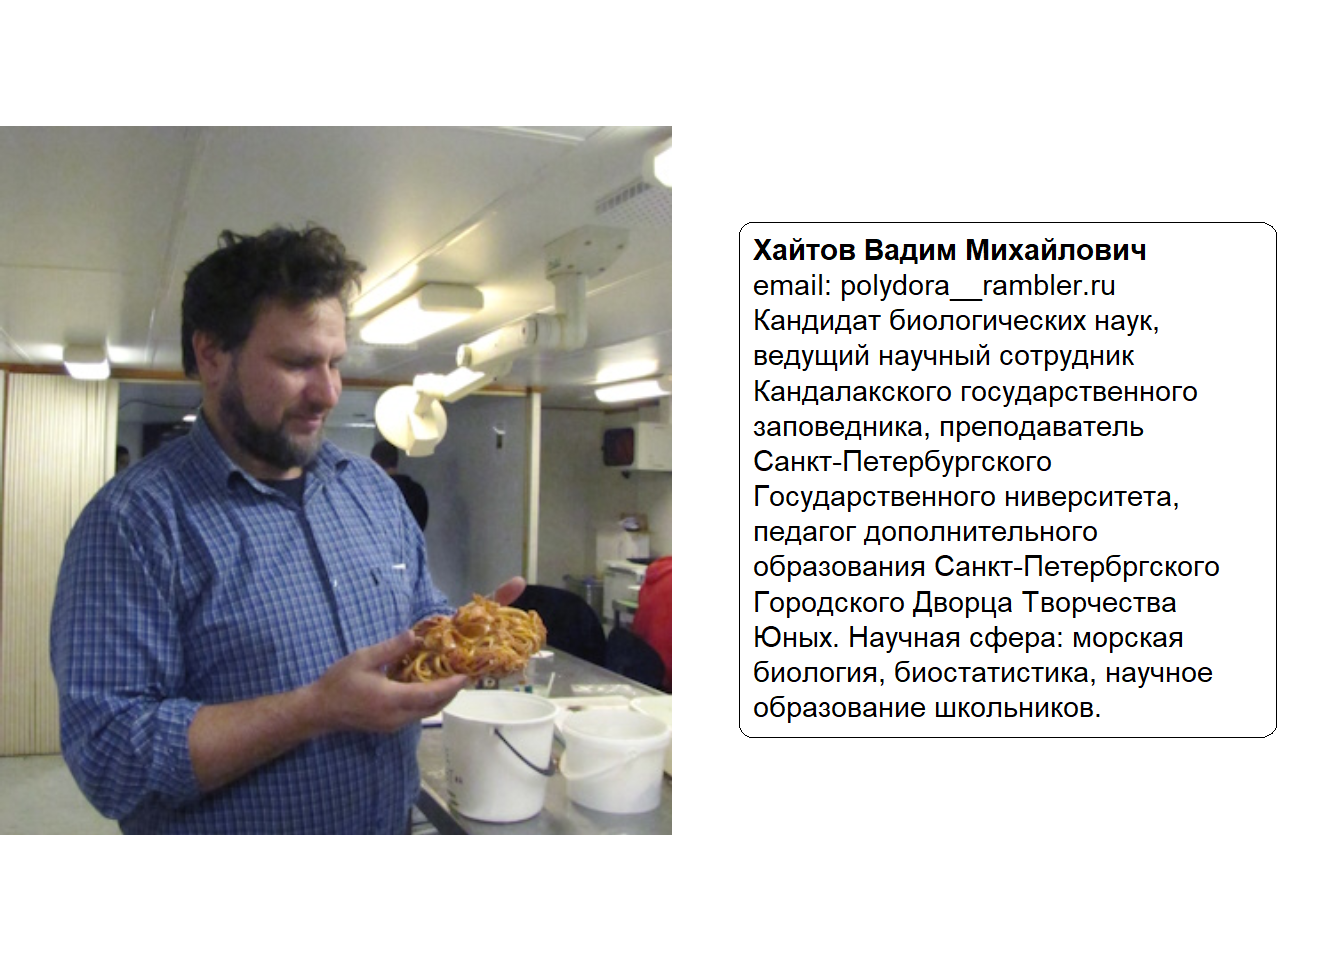 Хайтов Вадим Михайлович
email: polydora__rambler.ru
Кандидат биологических наук,
ведущий научный сотрудник
Кандалакского государственного
заповедника, преподаватель
Санкт-Петербургского
Государственного ниверситета,
педагог дополнительного
образования Санкт-Петербргского
Городского Дворца Творчества
Юных. Научная сфера: морская
биология, биостатистика, научное
образование школьников.